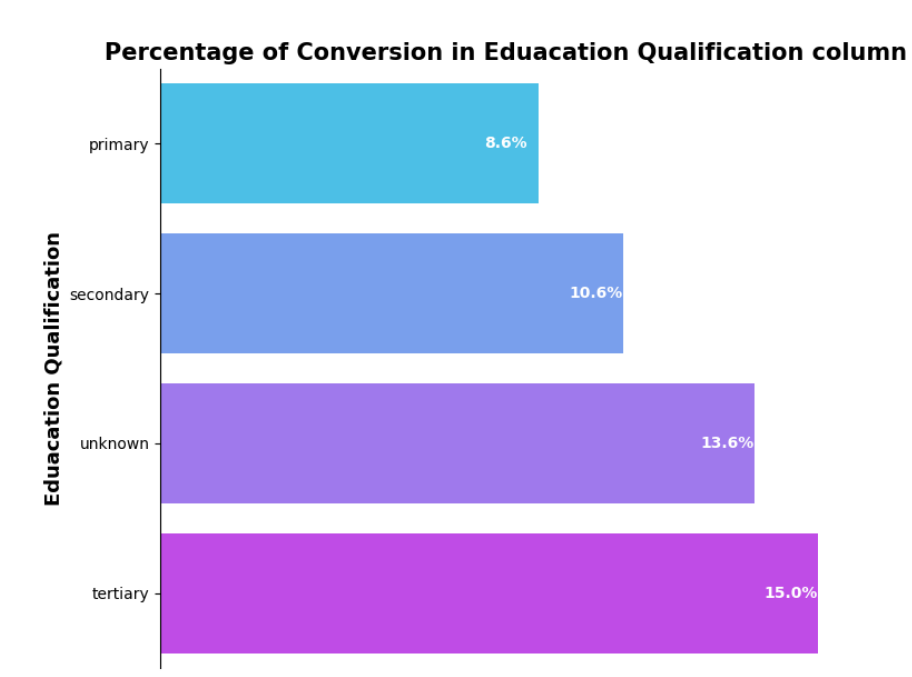 Percentage of Conversion in Eduacation Qualification column
Eduacation Qualification
primary
8.6%
secondary
10.6%
unknown
13.6%
tertiary
15.0%